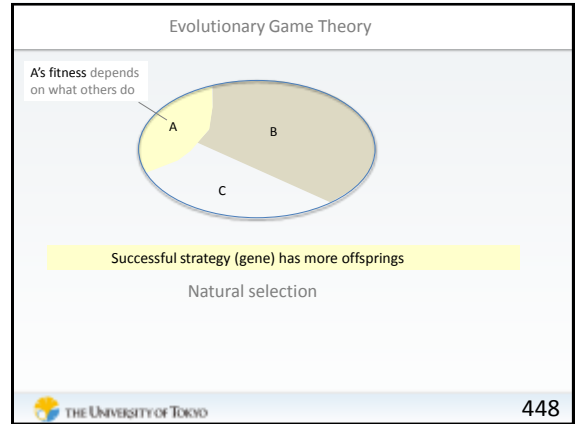 Evolutionary Game Theory
A's fitness depends
on what others do
A
B
C
Successful strategy (gene) has more offsprings
Natural selection
THE UNIVERSITY OF TOKYO
448